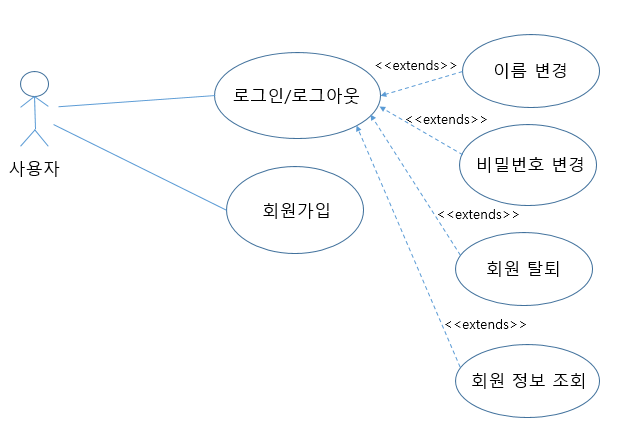 <<extends>>
이름 변경
로그인/로그아웃
<<extends>>
비밀번호 변경
사용자
회원가입
<<extends>>
회원 탈퇴
<<extends>>
회원 정보 조회